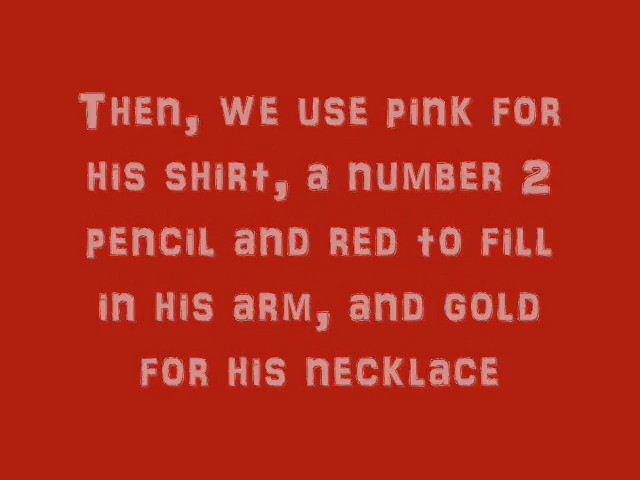 Then, we use pink for
his shirt, a number 2
pencil and red to fill
in his arm, and gold
for his necklace